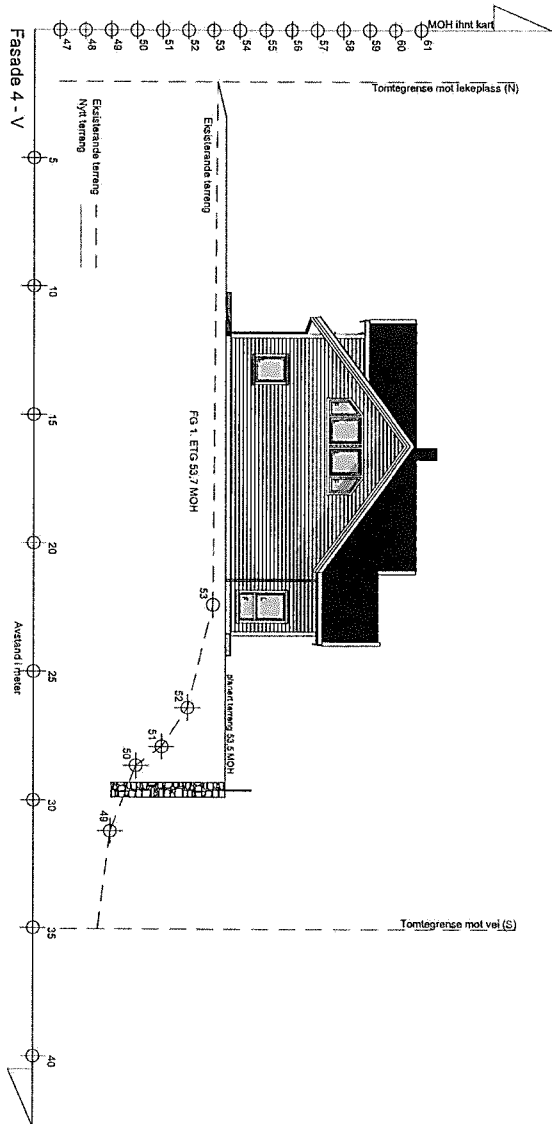 MOH ihnt kart
61
60
59
58
57
56
55
54
53
52
51
50
49
48
47
Tomtegrense mot lekeplass (N)
Eksisterande terreng
FG 1. ETG 53,7 MOH
53
52
51
50
49
planert terreng 53,5 MOH
Tomtegrense mot vei (S)
Eksisterande terreng
Nytt terreng
5
10
15
20
25
30
35
40
Avstand i meter
Fasade 4 - V